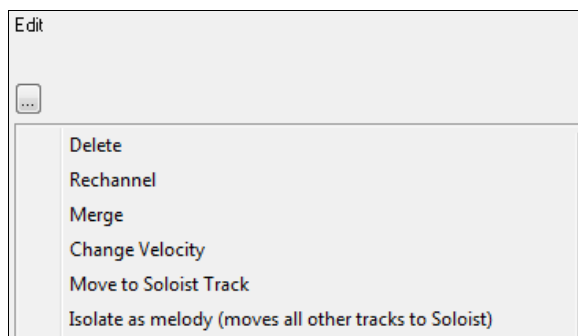 Edit
...
Delete
Rechannel
Merge
Change Velocity
Move to Soloist Track
Isolate as melody (moves all other tracks to Soloist)